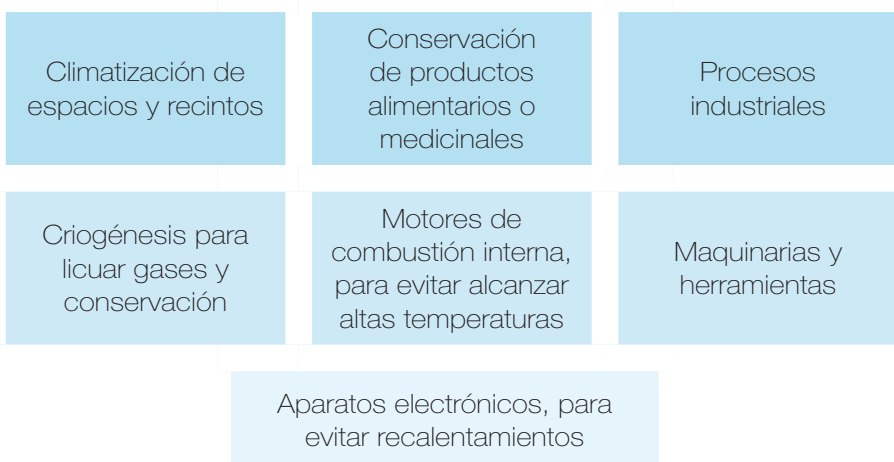 Climatización de
espacios y recintos
Conservación
de productos
alimentarios o
medicinales
Procesos
industriales
Criogénesis para
licuar gases y
conservación
Motores de
combustión interna,
para evitar alcanzar
altas temperaturas
Maquinarias y
herramientas
Aparatos electrónicos, para
evitar recalentamientos